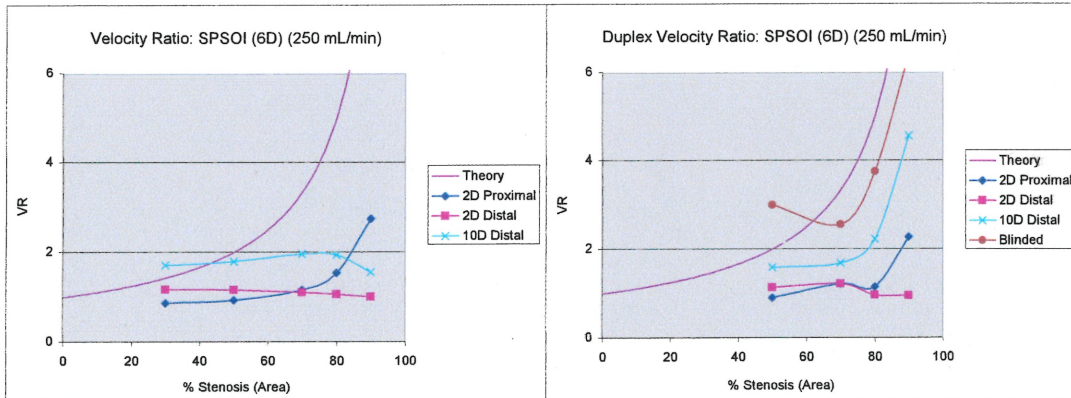 Velocity Ratio: SPSOI (6D) (250 mL/min)
6
4
2
0
VR
0 20 40 60 80 100
% Stenosis (Area)
Theory
2D Proximal
2D Distal
10D Distal
Duplex Velocity Ratio: SPSOI (6D) (250 mL/min)
6
4
2
0
VR
0 20 40 60 80 100
% Stenosis (Area)
Theory
2D Proximal
2D Distal
10D Distal
Blinded